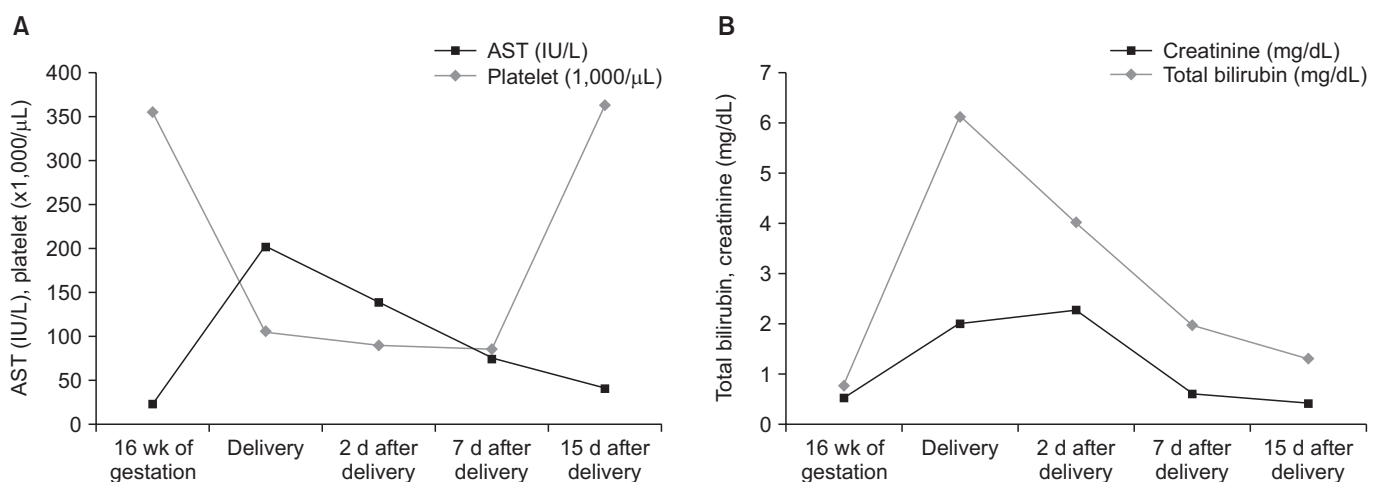 A
AST (IU/L)
Platelet (1,000/μL)
AST (IU/L), platelet (x1,000/μL)
400
350
300
250
200
150
100
50
0
16 wk of
gestation
Delivery
2 d after
delivery
7 d after
delivery
15 d after
delivery
B
Creatinine (mg/dL)
Total bilirubin (mg/dL)
Total bilirubin, creatinine (mg/dL)
7
6
5
4
3
2
1
0
16 wk of
gestation
Delivery
2 d after
delivery
7 d after
delivery
15 d after
delivery